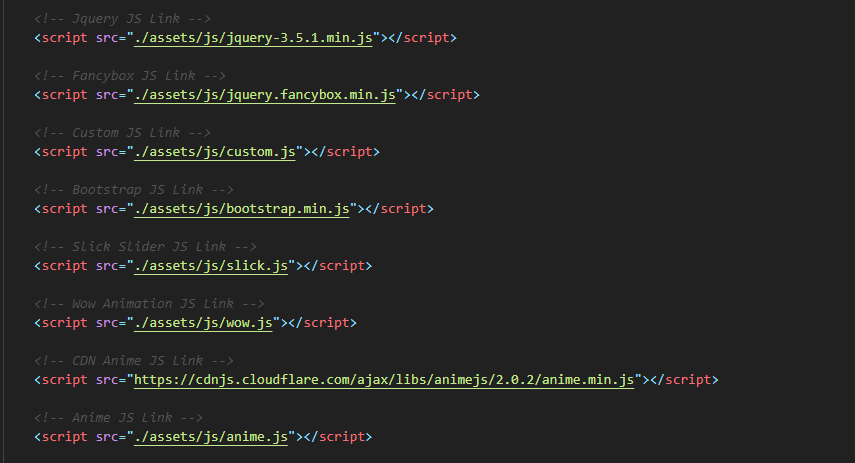 <!-- Jquery JS Link -->
<script src="./assets/js/jquery-3.5.1.min.js"></script>
<!-- Fancybox JS Link -->
<script src="./assets/js/jquery.fancybox.min.js"></script>
<!-- Custom JS Link -->
<script src="./assets/js/custom.js"></script>
<!-- Bootstrap JS Link -->
<script src="./assets/js/bootstrap.min.js"></script>
<!-- Slick Slider JS Link -->
<script src="./assets/js/slick.js"></script>
<!-- Wow Animation JS Link -->
<script src="./assets/js/wow.js"></script>
<!-- CDN Anime JS Link -->
<script src="https://cdnjs.cloudflare.com/ajax/libs/animejs/2.0.2/anime.min.js"></script>
<!-- Anime JS Link -->
<script src="./assets/js/anime.js"></script>